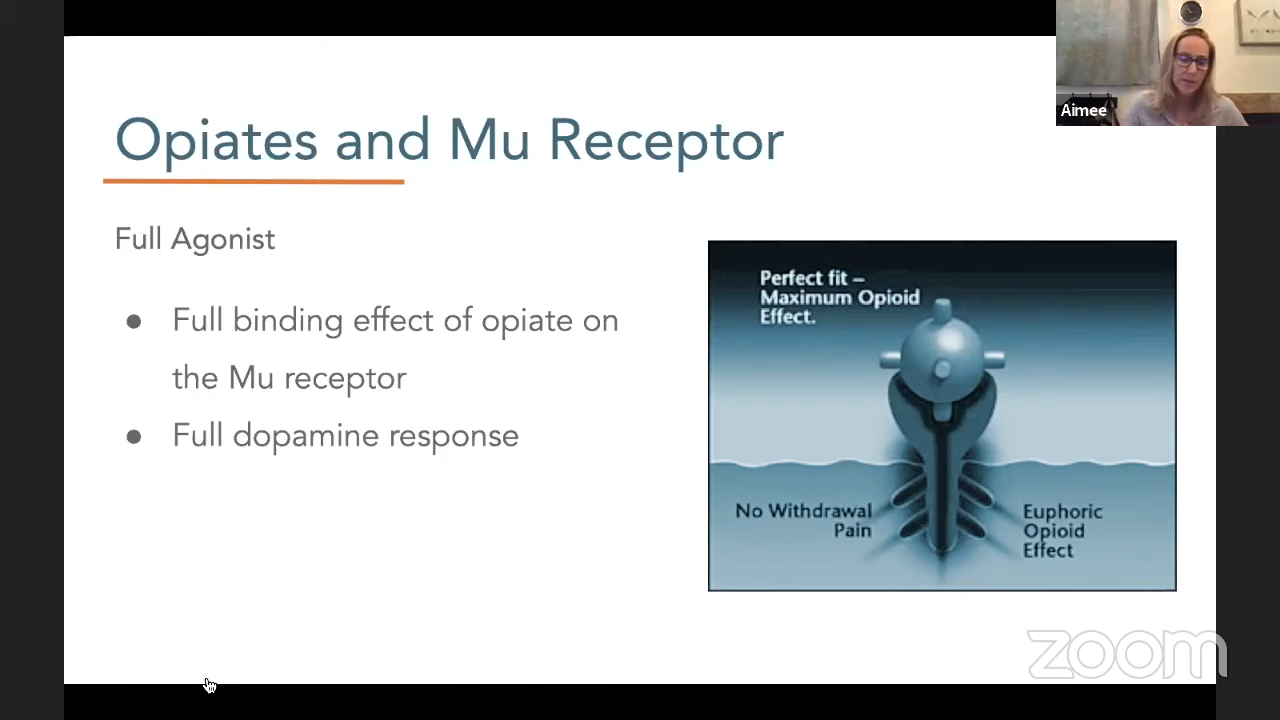 Opiates and Mu Receptor
Aimee
Full Agonist
● Full binding effect of opiate on
the Mu receptor
● Full dopamine response
Perfect fit –
Maximum Opioid
Effect.
No Withdrawal
Pain
Euphoric
Opioid
Effect
zoom